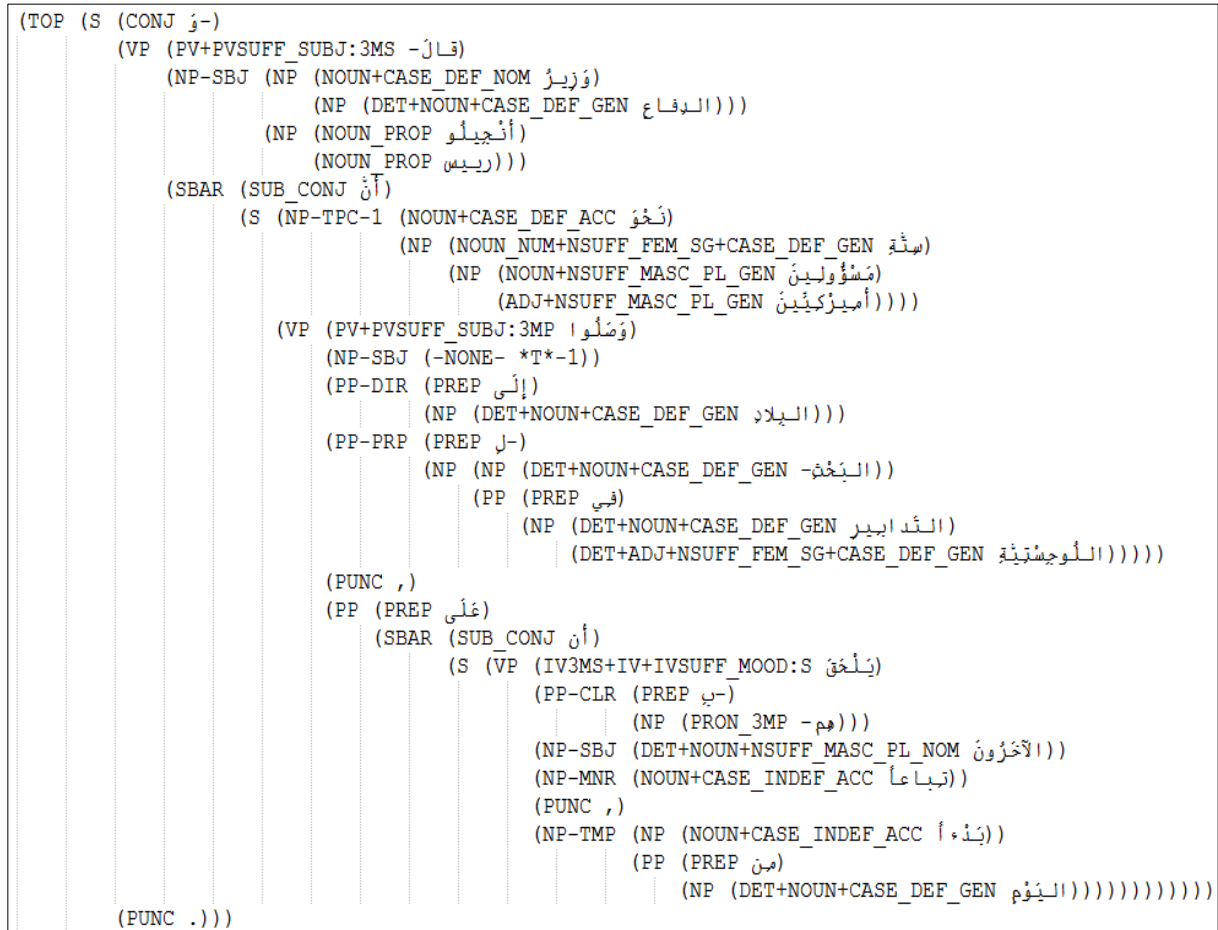 (TOP (S (CONJ وَ-)
(VP (PV+PVSUFF_SUBJ:3MS -قالَ)
(NP-SBJ (NP (NOUN+CASE_DEF_NOM وَزِيرُ)
(NP (DET+NOUN+CASE_DEF_GEN الدِفاعِ)))
(NP (NOUN_PROP أَنْجِيلُو)
(NOUN_PROP رييس)))
(SBAR (SUB_CONJ أَنَّ)
(S (NP-TPC-1 (NOUN+CASE_DEF_ACC نَحْوَ)
(NP (NOUN_NUM+NSUFF_FEM_SG+CASE_DEF_GEN سِتَّةِ)
(NP (NOUN+NSUFF_MASC_PL_GEN مَسْؤُولِينَ)
(ADJ+NSUFF_MASC_PL_GEN أَمِيرْكِيِّينَ))))
(VP (PV+PVSUFF_SUBJ:3MP وَصَلُوا)
(NP-SBJ (-NONE- *T*-1))
(PP-DIR (PREP إِلَى)
(NP (DET+NOUN+CASE_DEF_GEN البِلادِ)))
(PP-PRP (PREP لِ-)
(NP (NP (DET+NOUN+CASE_DEF_GEN -البَحْثِ))
(PP (PREP فِي)
(NP (DET+NOUN+CASE_DEF_GEN التَدابِيرِ)
(DET+ADJ+NSUFF_FEM_SG+CASE_DEF_GEN اللُوجِسْتِيَّةِ)))))
(PUNC ,)
(PP (PREP عَلَى)
(SBAR (SUB_CONJ أَن)
(S (VP (IV3MS+IV+IVSUFF_MOOD:S يَلْحَقَ)
(PP-CLR (PREP بِ-)
(NP (PRON_3MP -هِم)))
(NP-SBJ (DET+NOUN+NSUFF_MASC_PL_NOM الآخَرُونَ))
(NP-MNR (NOUN+CASE_INDEF_ACC تِباعاً))
(PUNC ,)
(NP-TMP (NP (NOUN+CASE_INDEF_ACC بَدْءاً))
(PP (PREP مِن)
(NP (DET+NOUN+CASE_DEF_GEN اليَوْمِ))))))))))))
(PUNC .)))